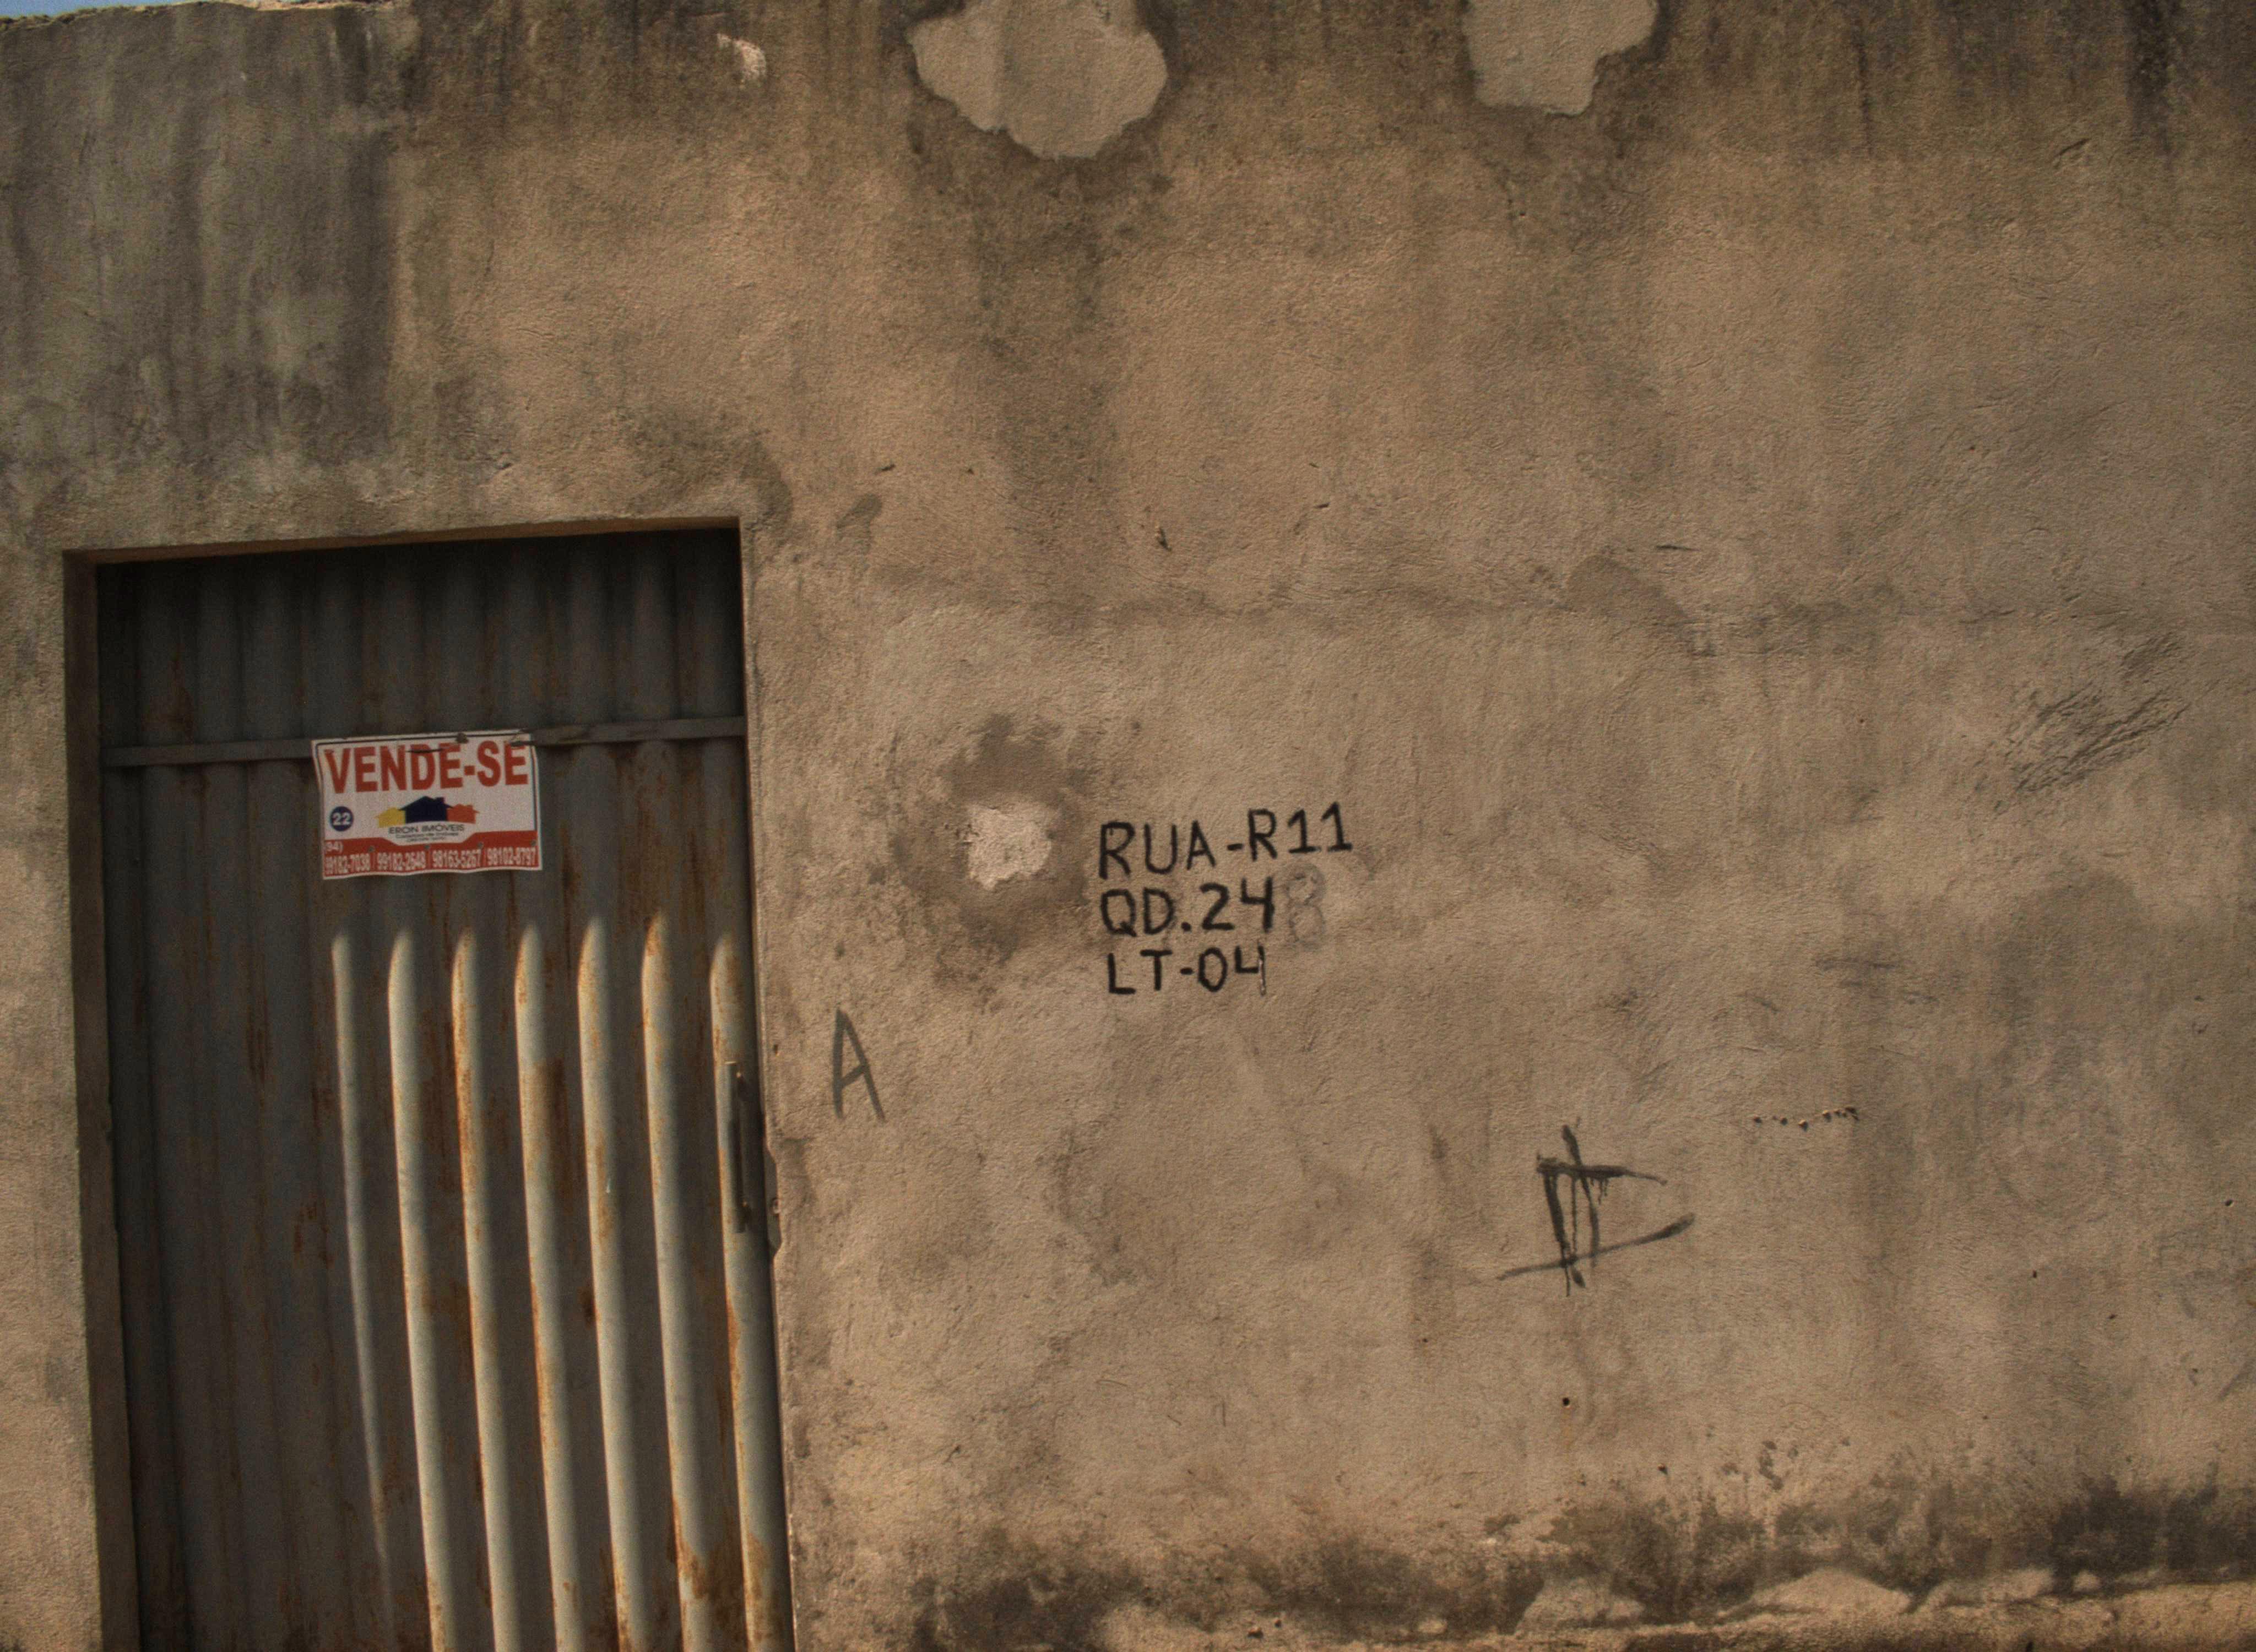 VENDE-SE
22
ERON IMÓVEIS
(94)
99182-7038 / 99182-2648 / 98163-5267 / 98102-8797
RUA-R11
QD.24
LT-04
A